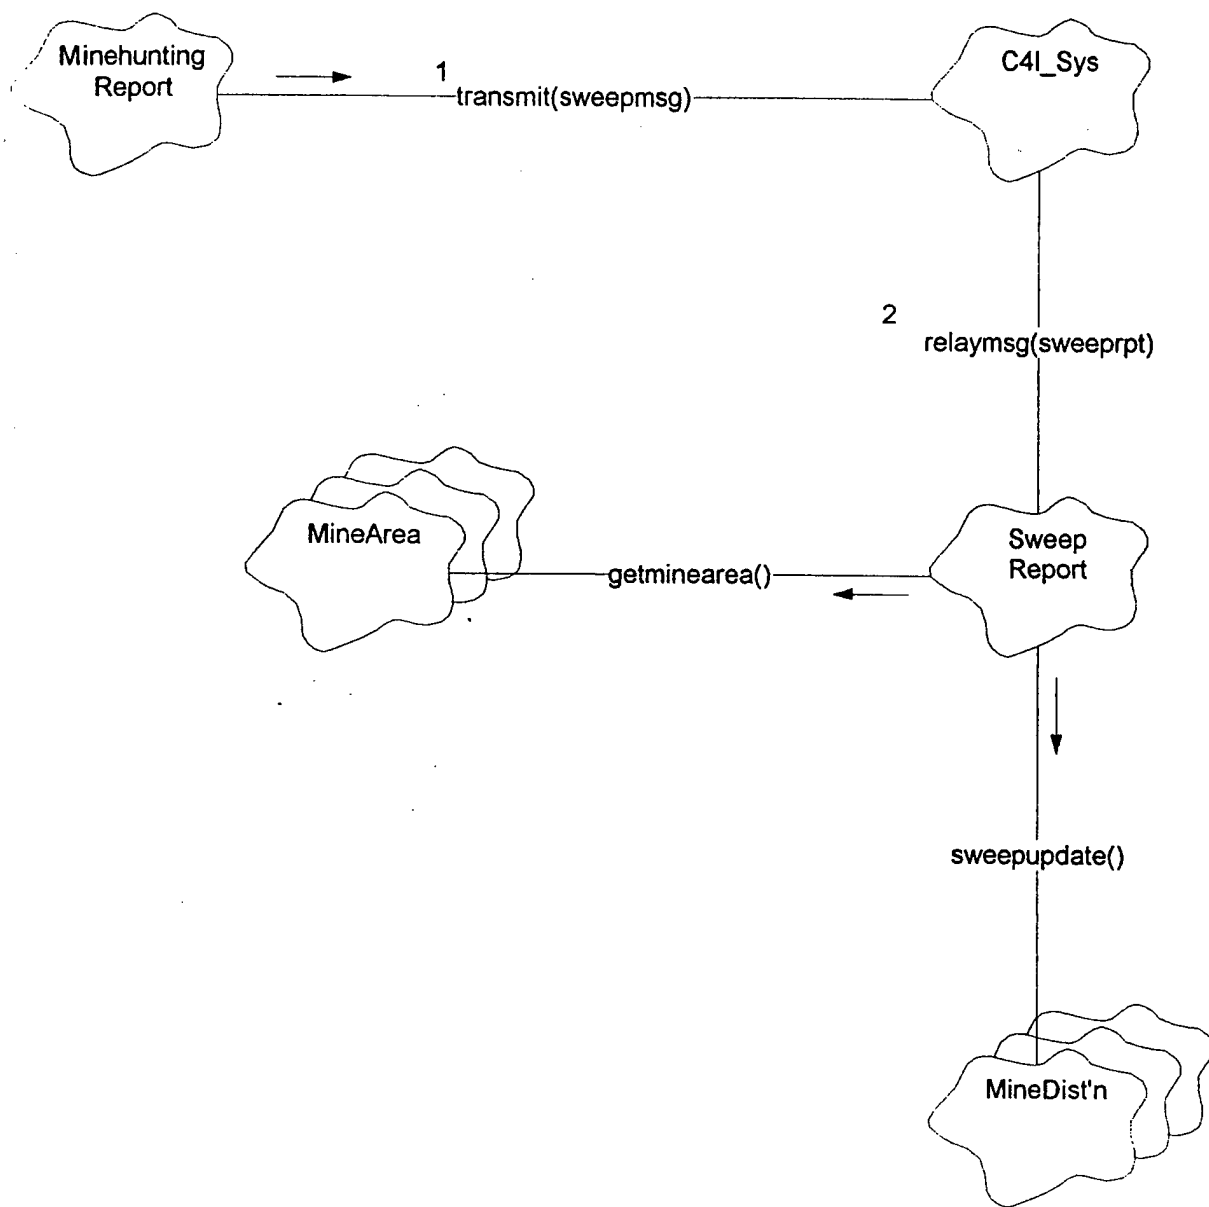 Minehunting
Report
1
transmit(sweepmsg)
C4I_Sys
2
relaymsg(sweeprpt)
MineArea
getminearea()
Sweep
Report
sweepupdate()
MineDist'n